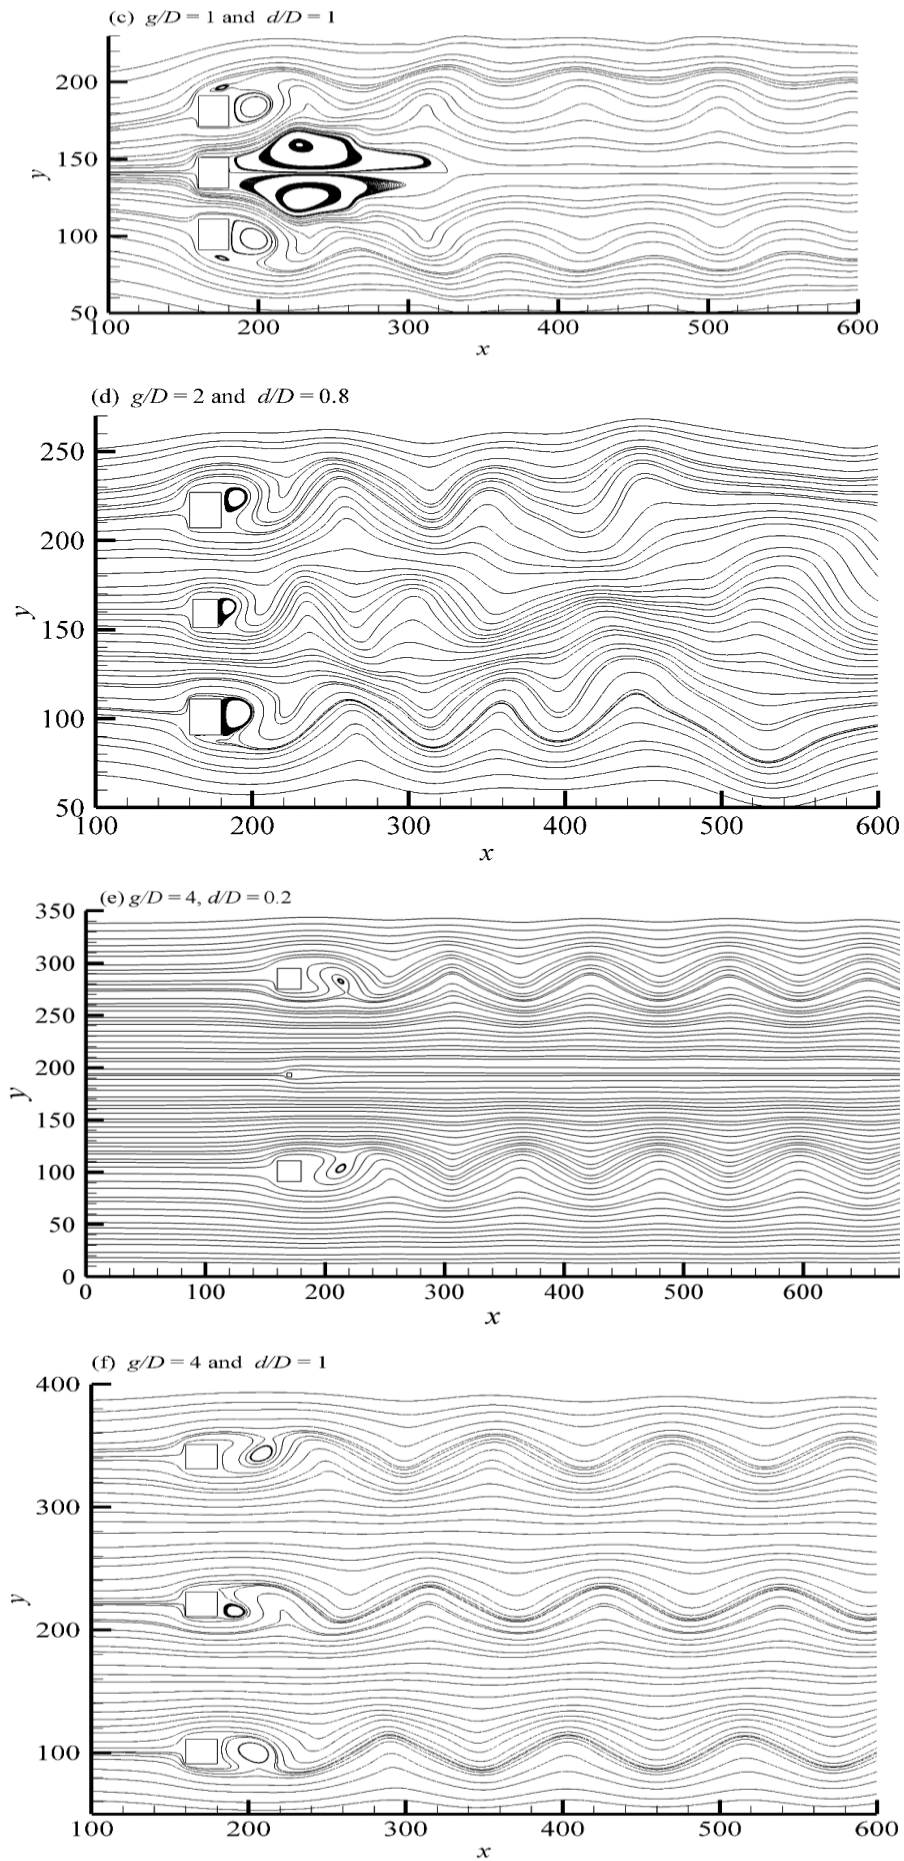 (c) g/D = 1 and d/D = 1
200
150
100
50
y
100 200 300 400 500 600
x
(d) g/D = 2 and d/D = 0.8
250
200
150
100
50
y
100 200 300 400 500 600
x
(e) g/D = 4, d/D = 0.2
350
300
250
200
150
100
50
0
y
0 100 200 300 400 500 600
x
(f) g/D = 4 and d/D = 1
400
300
200
100
y
100 200 300 400 500 600
x